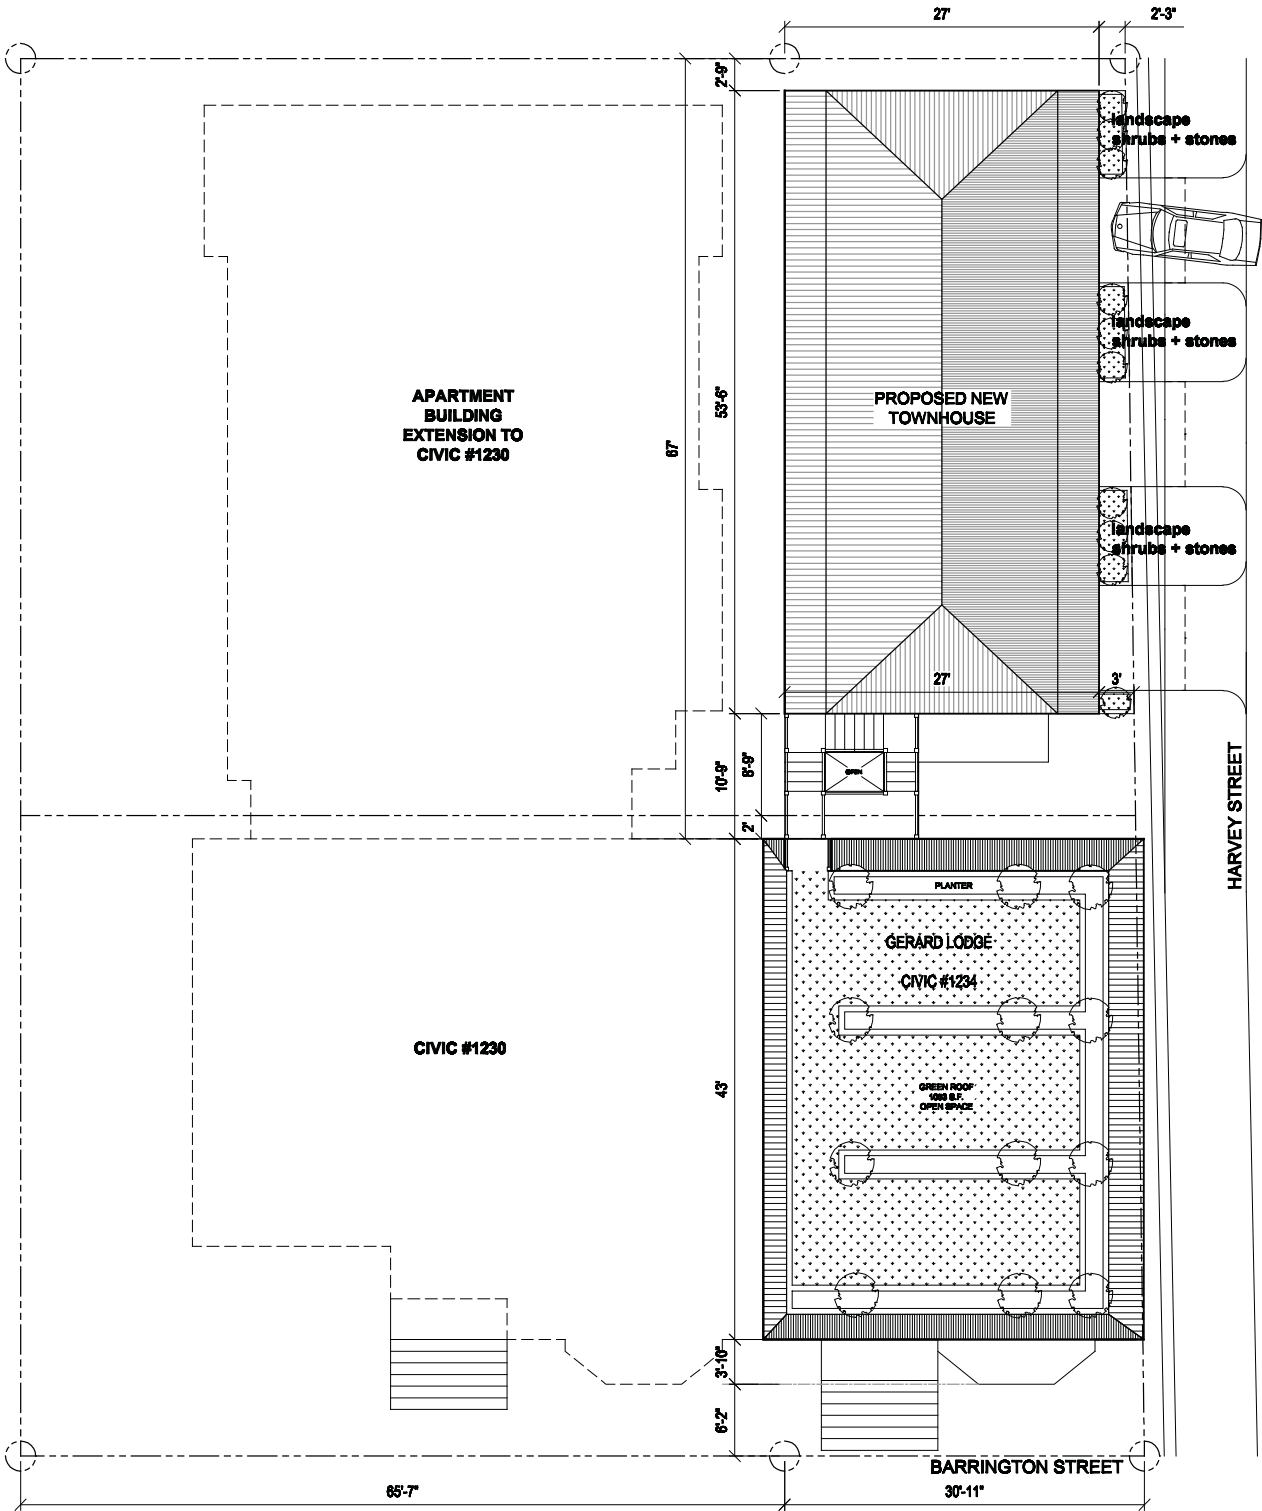 27'
2'-3"
2'-9"
landscape
shrubs + stones
landscape
shrubs + stones
APARTMENT
BUILDING
EXTENSION TO
CIVIC #1230
PROPOSED NEW
TOWNHOUSE
53'-6"
67'
landscape
shrubs + stones
27'
3'
10'-9"
8'-9"
OPEN
2'
HARVEY STREET
PLANTER
GERARD LODGE
CIVIC #1234
CIVIC #1230
43'
GREEN ROOF
1093 S.F.
OPEN SPACE
3'-10"
6'-2"
BARRINGTON STREET
65'-7"
30'-11"